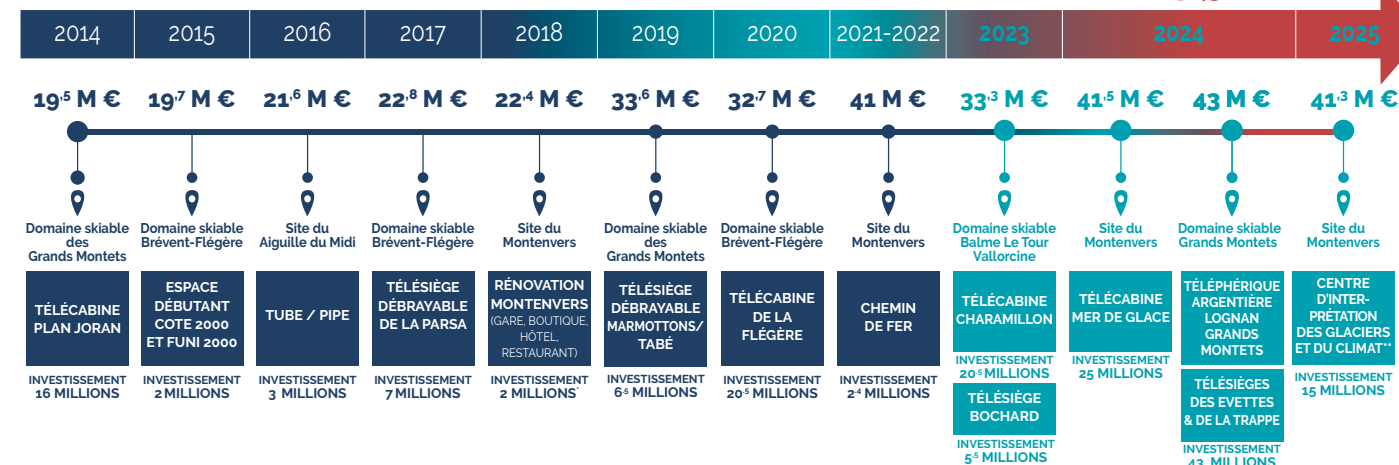 2014 2015 2016 2017 2018 2019 2020 2021-2022 2023 2024 2025
19,5 M € 19,7 M € 21,6 M € 22,8 M € 22,4 M € 33,6 M € 32,7 M € 41 M € 33,3 M € 41,5 M € 43 M € 41,3 M €
Domaine skiable
des
Grands Montets
TÉLÉCABINE
PLAN JORAN
INVESTISSEMENT
16 MILLIONS
Domaine skiable
Brévent-Flégère
ESPACE
DÉBUTANT
COTE 2000
ET FUNI 2000
INVESTISSEMENT
2 MILLIONS
Site du
Aiguille du Midi
TUBE / PIPE
INVESTISSEMENT
3 MILLIONS
Domaine skiable
Brévent-Flégère
TÉLÉSIÈGE
DÉBRAYABLE
DE LA PARSA
INVESTISSEMENT
7 MILLIONS
Site du
Montenvers
RÉNOVATION
MONTENVERS
(GARE, BOUTIQUE,
HÔTEL,
RESTAURANT)
INVESTISSEMENT
2 MILLIONS*
Domaine skiable
des
Grands Montets
TÉLÉSIÈGE
DÉBRAYABLE
MARMOTTONS/
TABÉ
INVESTISSEMENT
6,5 MILLIONS
Domaine skiable
Brévent-Flégère
TÉLÉCABINE
DE LA
FLÉGÈRE
INVESTISSEMENT
20,5 MILLIONS
Site du
Montenvers
CHEMIN
DE FER
INVESTISSEMENT
2,4 MILLIONS
Domaine skiable
Balme Le Tour
Vallorcine
TÉLÉCABINE
CHARAMILLON
INVESTISSEMENT
20,5 MILLIONS
TÉLÉSIÈGE
BOCHARD
INVESTISSEMENT
5,5 MILLIONS
Site du
Montenvers
TÉLÉCABINE
MER DE GLACE
INVESTISSEMENT
25 MILLIONS
Domaine skiable
Grands Montets
TÉLÉPHÉRIQUE
ARGENTIÈRE
LOGNAN
GRANDS
MONTETS
TÉLÉSIÈGES
DES EVETTES
& DE LA TRAPPE
INVESTISSEMENT
43 MILLIONS
Site du
Montenvers
CENTRE
D'INTER-
PRÉTATION
DES GLACIERS
ET DU CLIMAT**
INVESTISSEMENT
15 MILLIONS